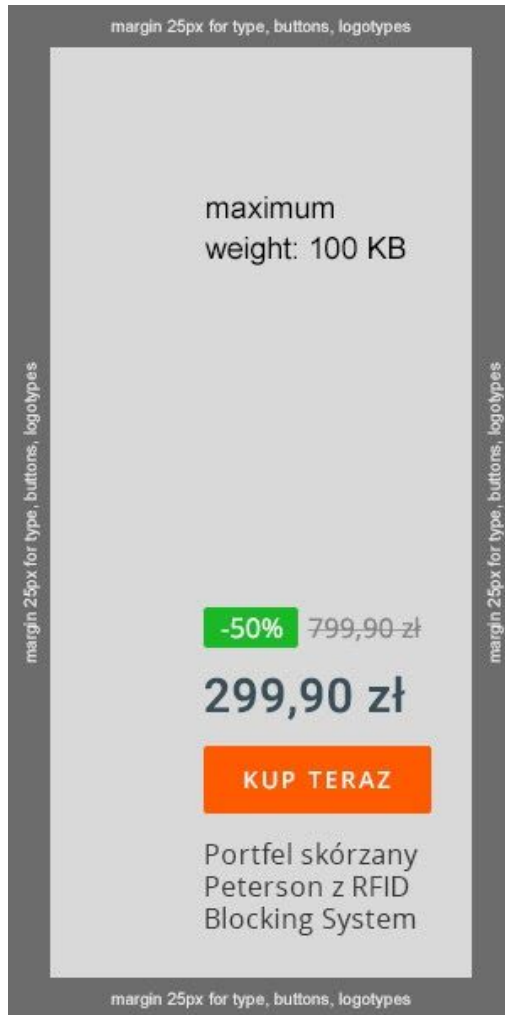 margin 25px for type, buttons, logotypes
maximum
weight: 100 KB
margin 25px for type, buttons, logotypes
margin 25px for type, buttons, logotypes
-50% 799,90 zł
299,90 zł
KUP TERAZ
Portfel skórzany
Peterson z RFID
Blocking System
margin 25px for type, buttons, logotypes